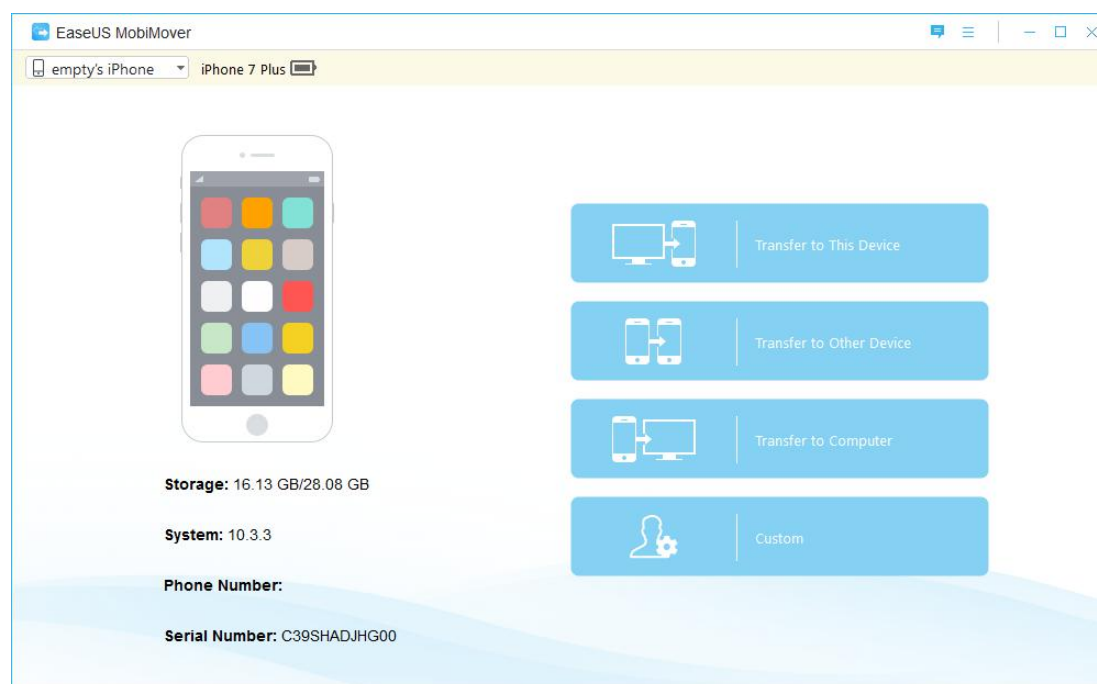 EaseUS MobiMover
empty's iPhone iPhone 7 Plus
Transfer to This Device
Transfer to Other Device
Transfer to Computer
Custom
Storage: 16.13 GB/28.08 GB
System: 10.3.3
Phone Number:
Serial Number: C39SHADJHG00